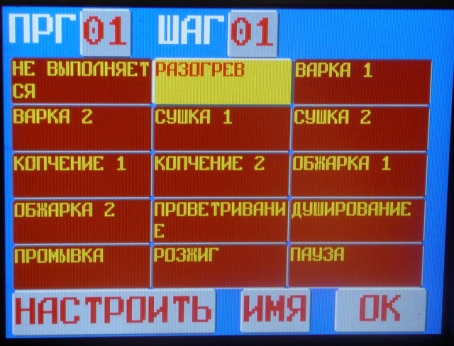 ПРГ 01 ШАГ 01
НЕ ВЫПОЛНЯЕТ
СЯ
РАЗОГРЕВ
ВАРКА 1
ВАРКА 2
СУШКА 1
СУШКА 2
КОПЧЕНИЕ 1
КОПЧЕНИЕ 2
ОБЖАРКА 1
ОБЖАРКА 2
ПРОВЕТРИВАНИ
Е
ДУШИРОВАНИЕ
ПРОМЫВКА
РОЗЖИГ
ПАУЗА
НАСТРОИТЬ ИМЯ ОК